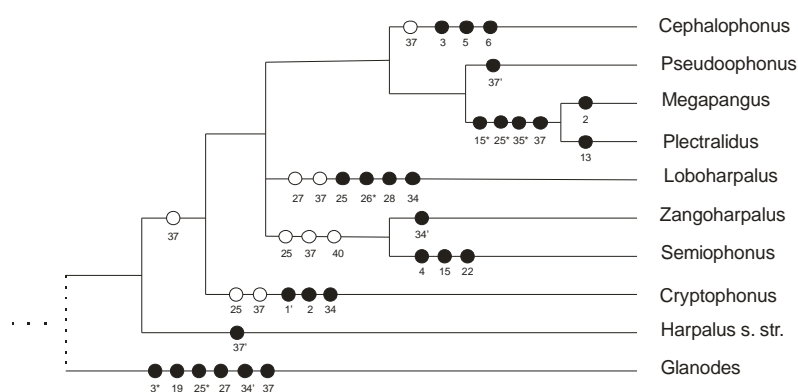 Cephalophonus
37 3 5 6
Pseudoophonus
37'
Megapangus
2
15* 25* 35* 37
Plectralidus
13
Loboharpalus
27 37 25 26* 28 34
Zangoharpalus
34'
37
25 37 40
Semiophonus
4 15 22
Cryptophonus
25 37 1' 2 34
Harpalus s. str.
37'
Glanodes
3* 19 25* 27 34' 37